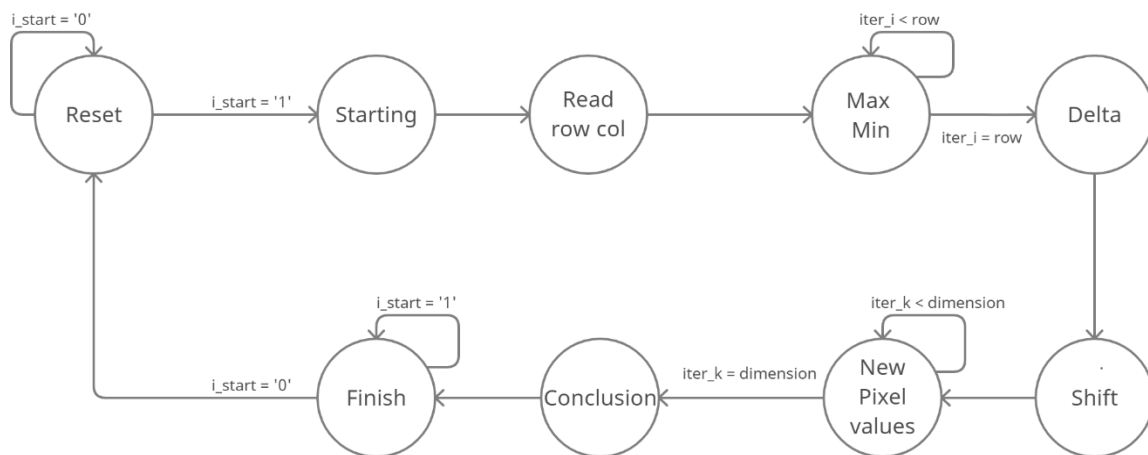 i_start = '0'
iter_i < row
Reset
i_start = '1'
Starting
Read
row col
Max
Min
iter_i = row
Delta
i_start = '1'
iter_k < dimension
i_start = '0'
Finish
Conclusion
iter_k = dimension
New
Pixel
values
Shift